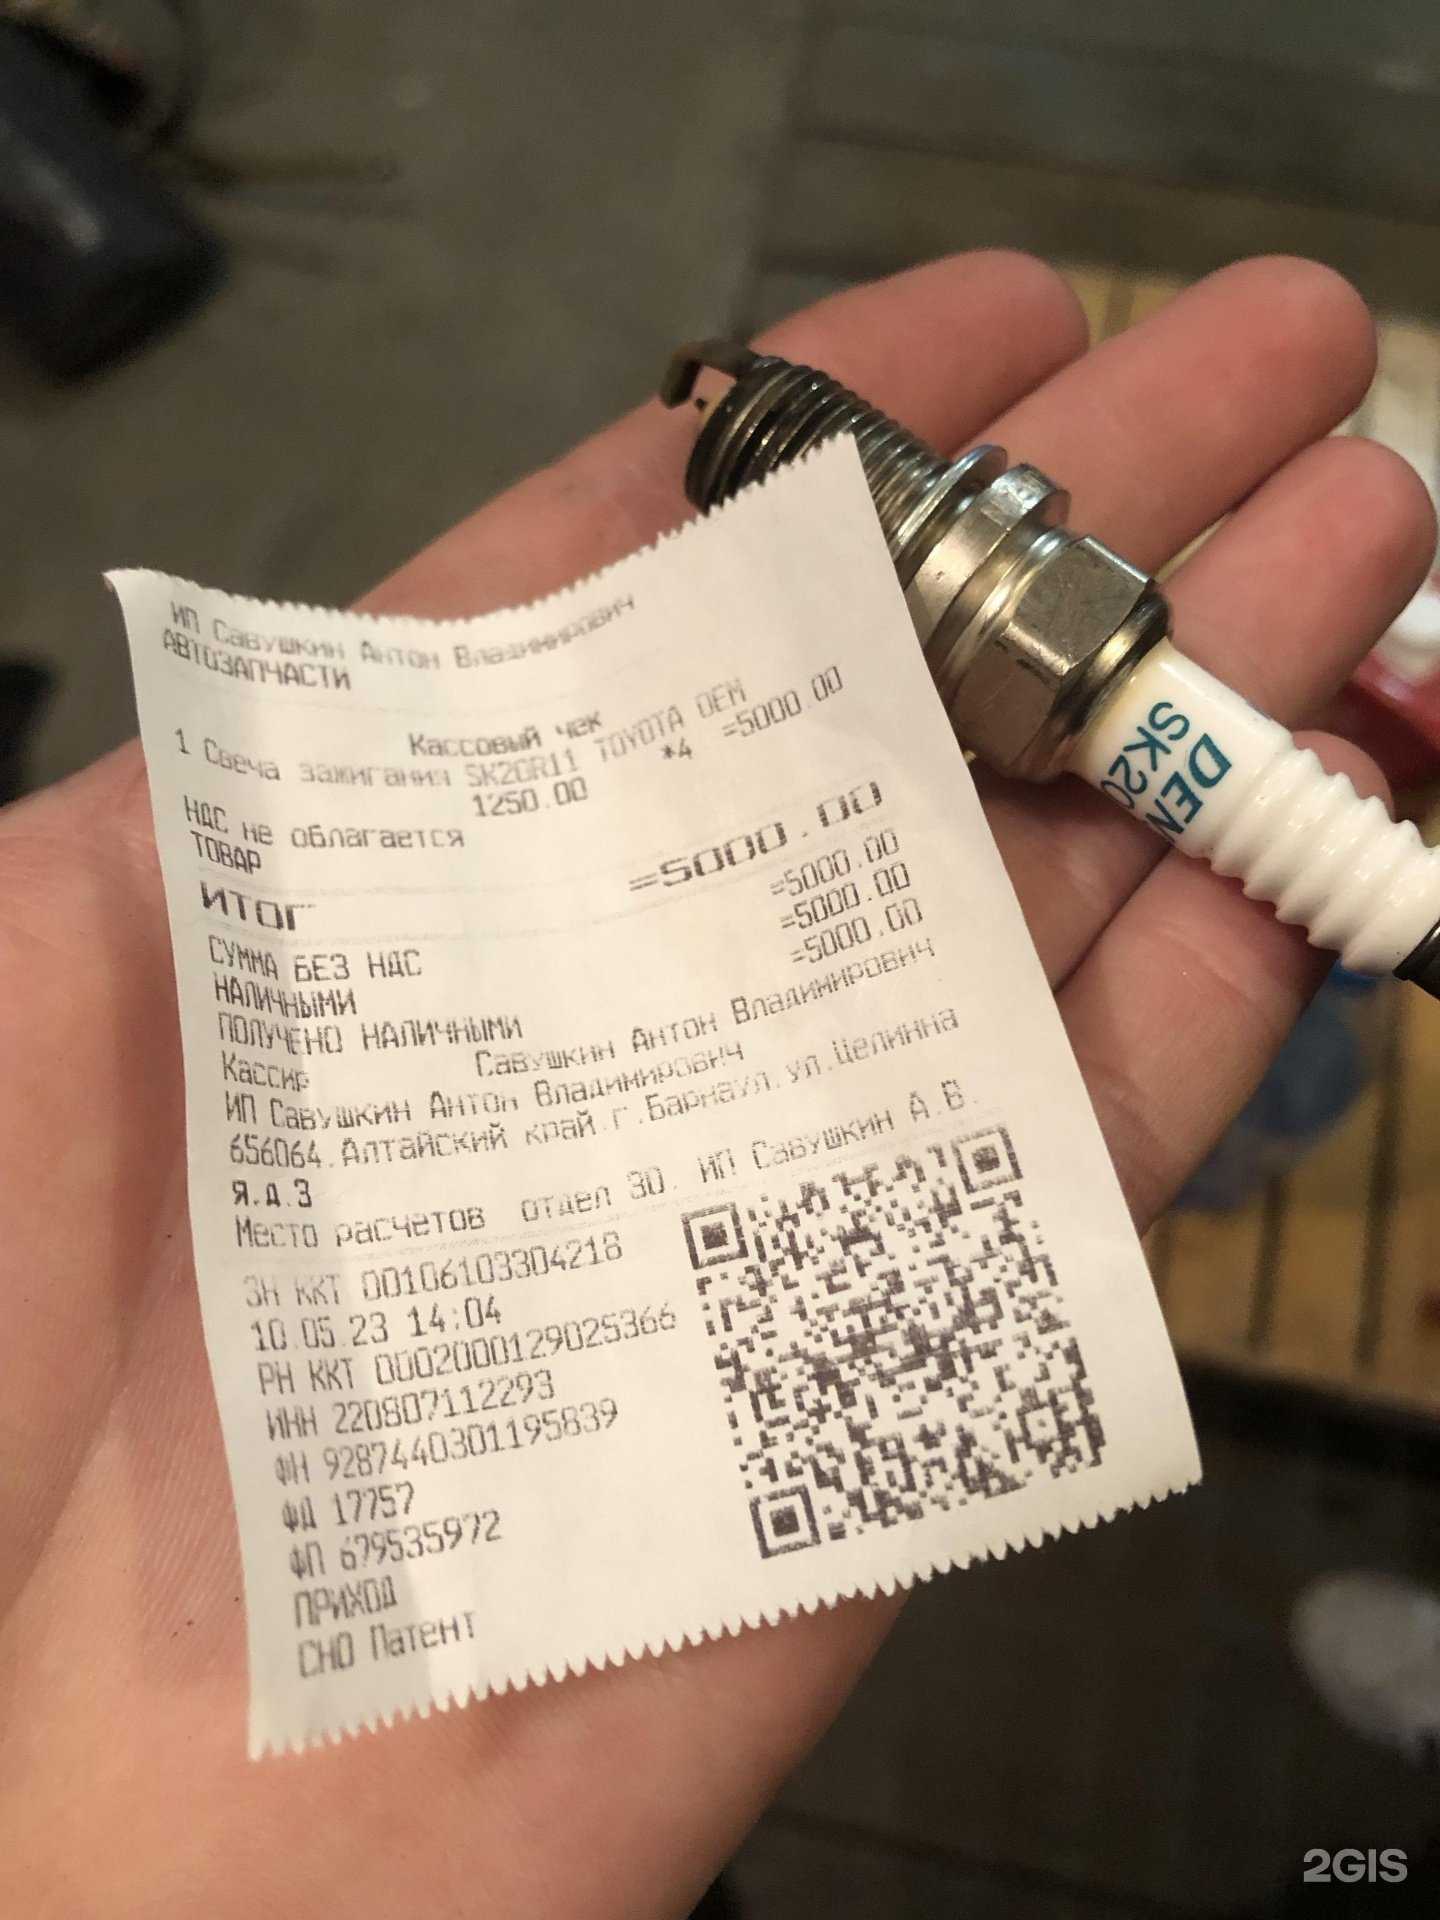 ИП Савушкин Антон Владимирович
АВТОЗАПЧАСТИ
Кассовый чек
1 Свеча зажигания SK20R11 TOYOTA OEM
1250.00 *4 =5000.00
НДС не облагается
ТОВАР
ИТОГ =5000.00
СУММА БЕЗ НДС =5000.00
НАЛИЧНЫМИ =5000.00
ПОЛУЧЕНО НАЛИЧНЫМИ =5000.00
Кассир Савушкин Антон Владимирович
ИП Савушкин Антон Владимирович
656064.Алтайский край.г.Барнаул.ул.Целинна
я.д.3
Место расчетов отдел 30. ИП Савушкин А.В.
ЗН ККТ 00106103304218
10.05.23 14:04
РН ККТ 0002000129025366
ИНН 220807112293
ФН 9287440301195839
ФД 17757
ФП 679535972
ПРИХОД
СНО Патент
DEN
SK20
2GIS